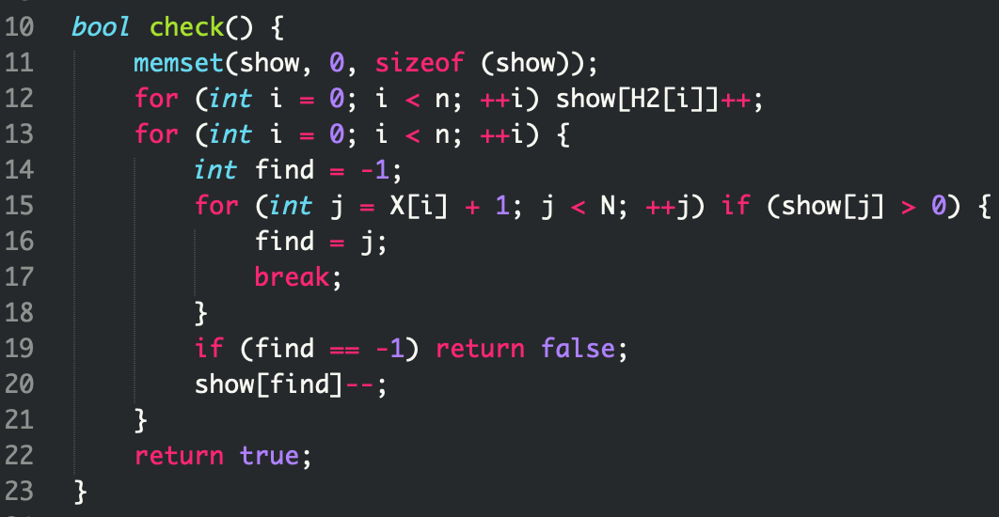 10 bool check() {
11 memset(show, 0, sizeof (show));
12 for (int i = 0; i < n; ++i) show[H2[i]]++;
13 for (int i = 0; i < n; ++i) {
14 int find = -1;
15 for (int j = X[i] + 1; j < N; ++j) if (show[j] > 0) {
16 find = j;
17 break;
18 }
19 if (find == -1) return false;
20 show[find]--;
21 }
22 return true;
23 }